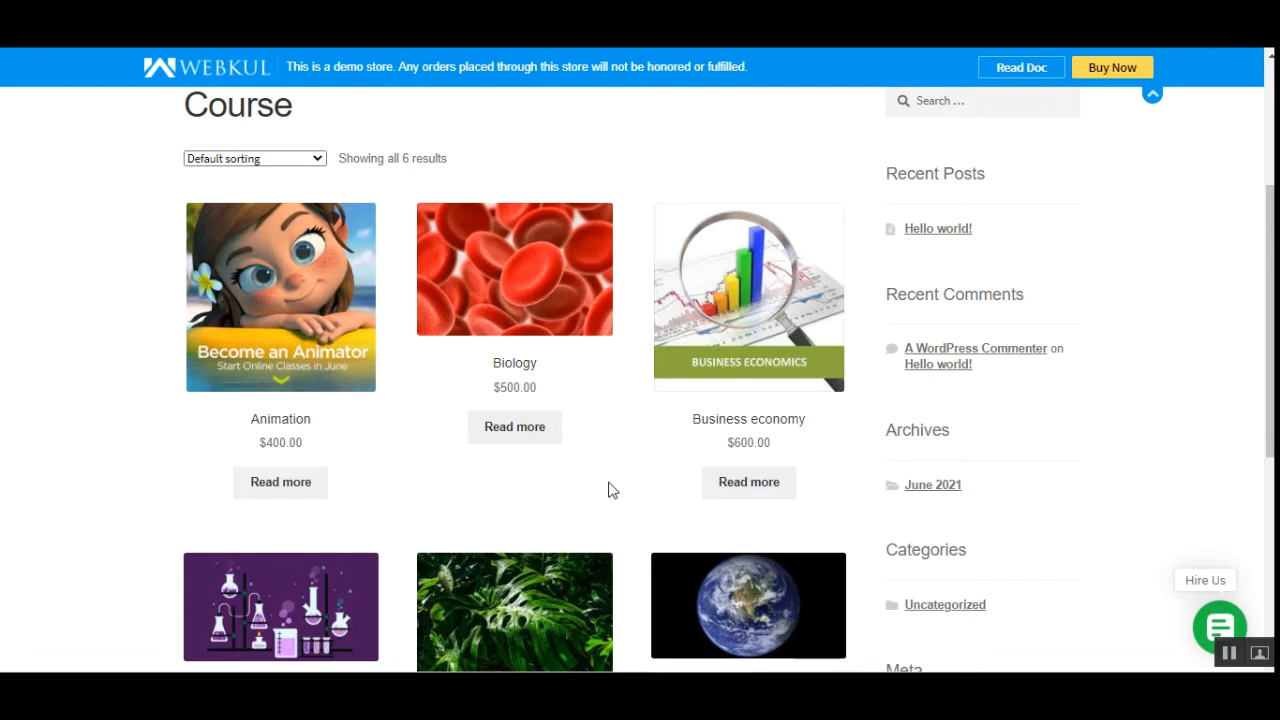 WEBKUL
This is a demo store. Any orders placed through this store will not be honored or fulfilled.
Read Doc
Buy Now
Course
Default sorting
Showing all 6 results
Become an Animator
Start Online Classes in June
Animation
$400.00
Read more
Biology
$500.00
Read more
BUSINESS ECONOMICS
Business economy
$600.00
Read more
Search …
Recent Posts
Hello world!
Recent Comments
A WordPress Commenter on
Hello world!
Archives
June 2021
Categories
Uncategorized
Meta
Hire Us